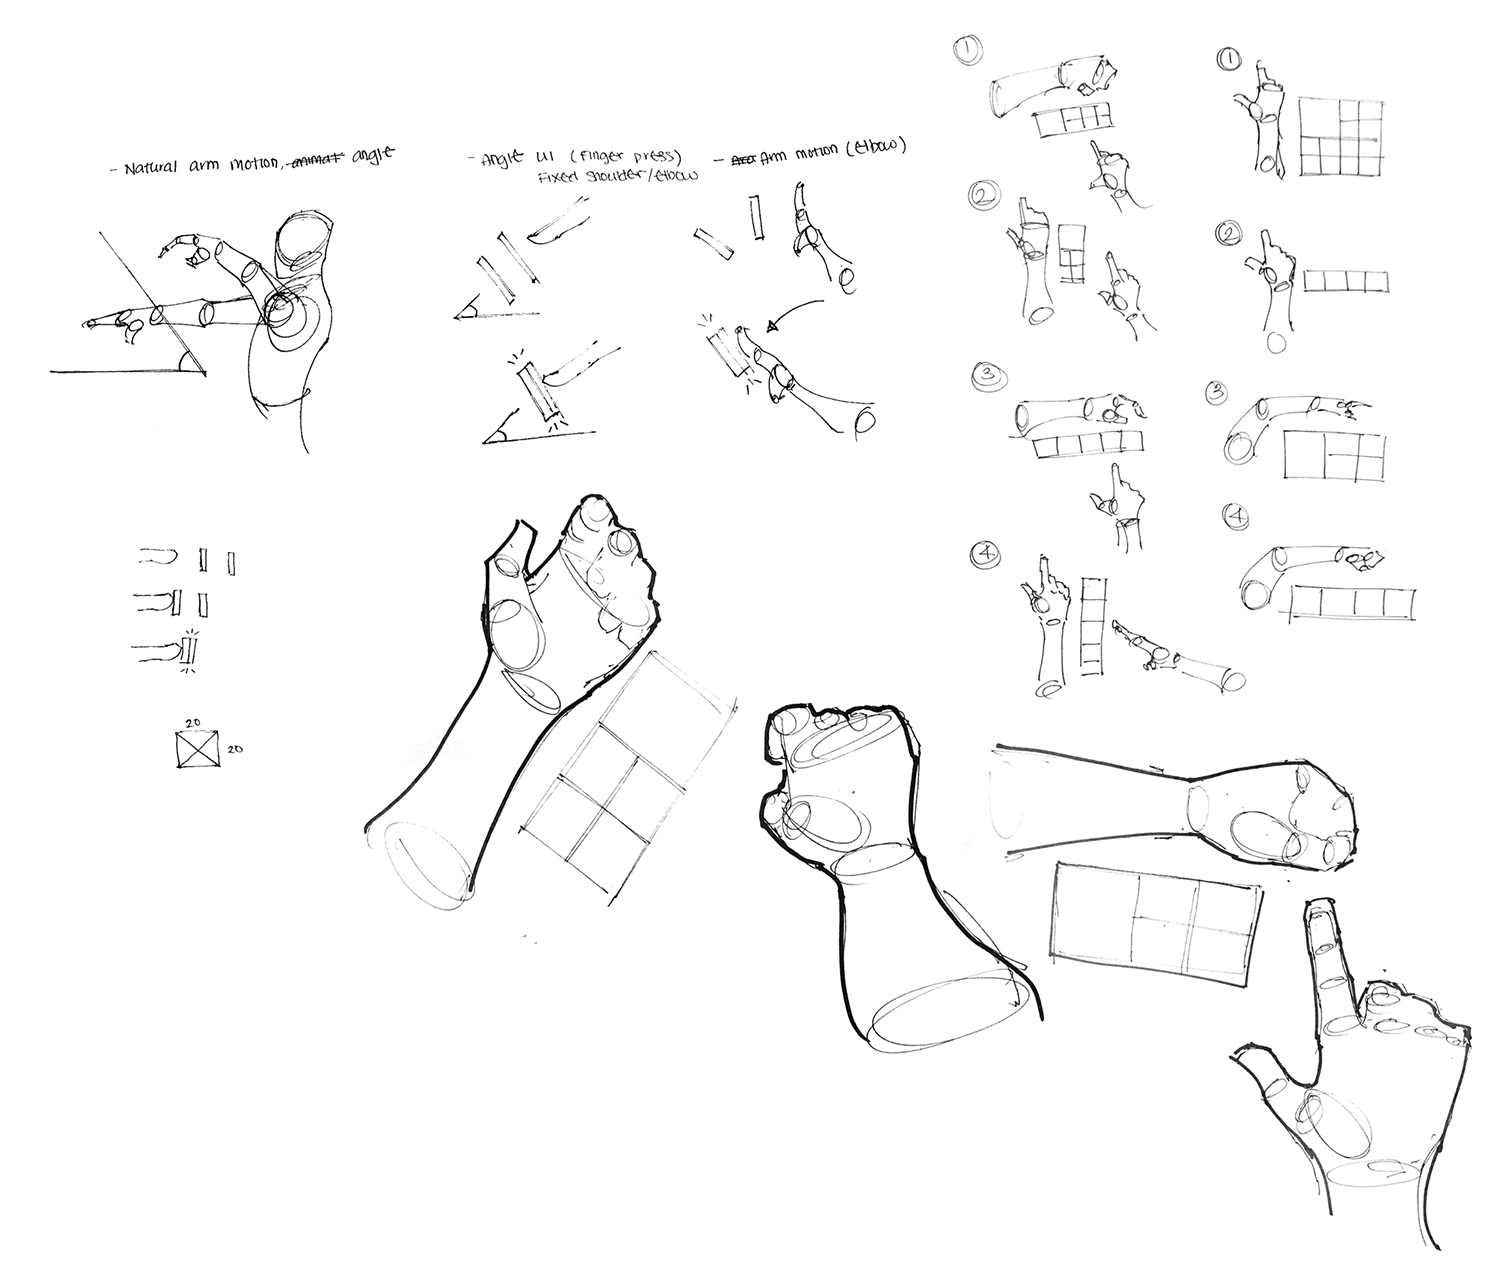 - Natural arm motion, animat angle
- Angle UI (Finger press)
Fixed shoulder/elbow
- Arm motion (elbow)
1
2
3
4
1
2
3
4
20
20